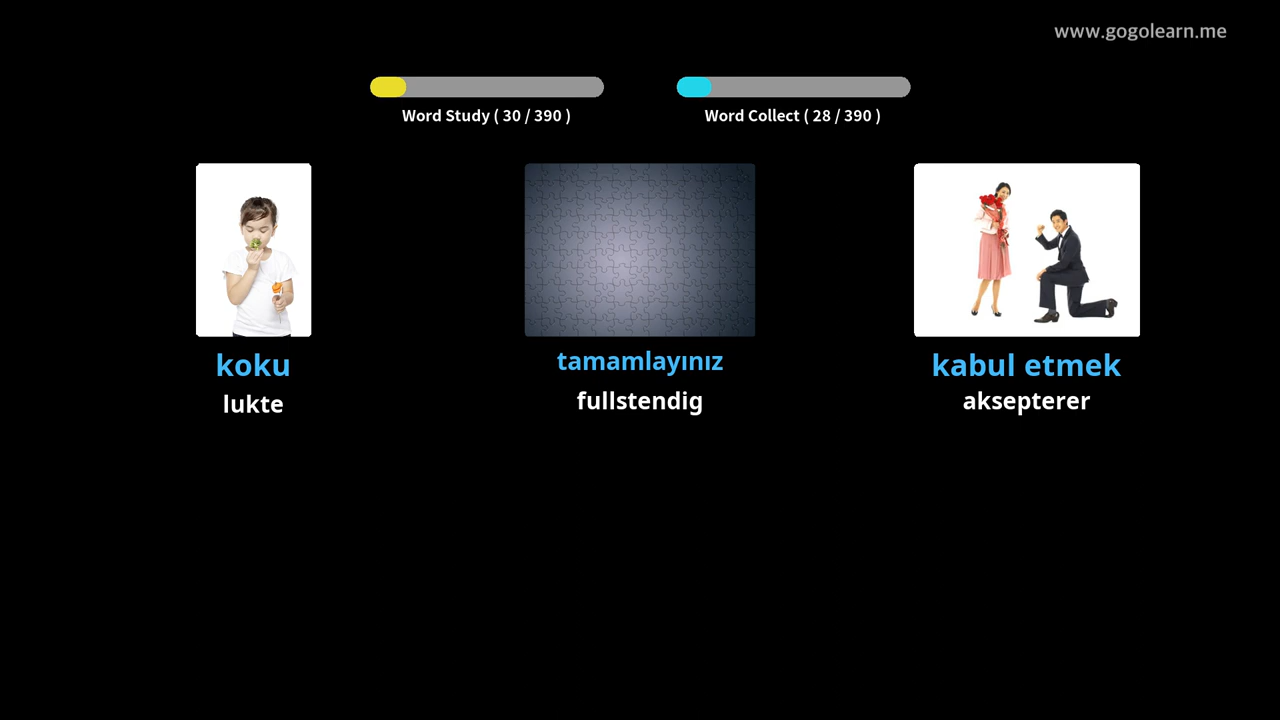 www.gogolearn.me
Word Study ( 30 / 390 )
Word Collect ( 28 / 390 )
koku
lukte
tamamlayınız
fullstendig
kabul etmek
aksepterer